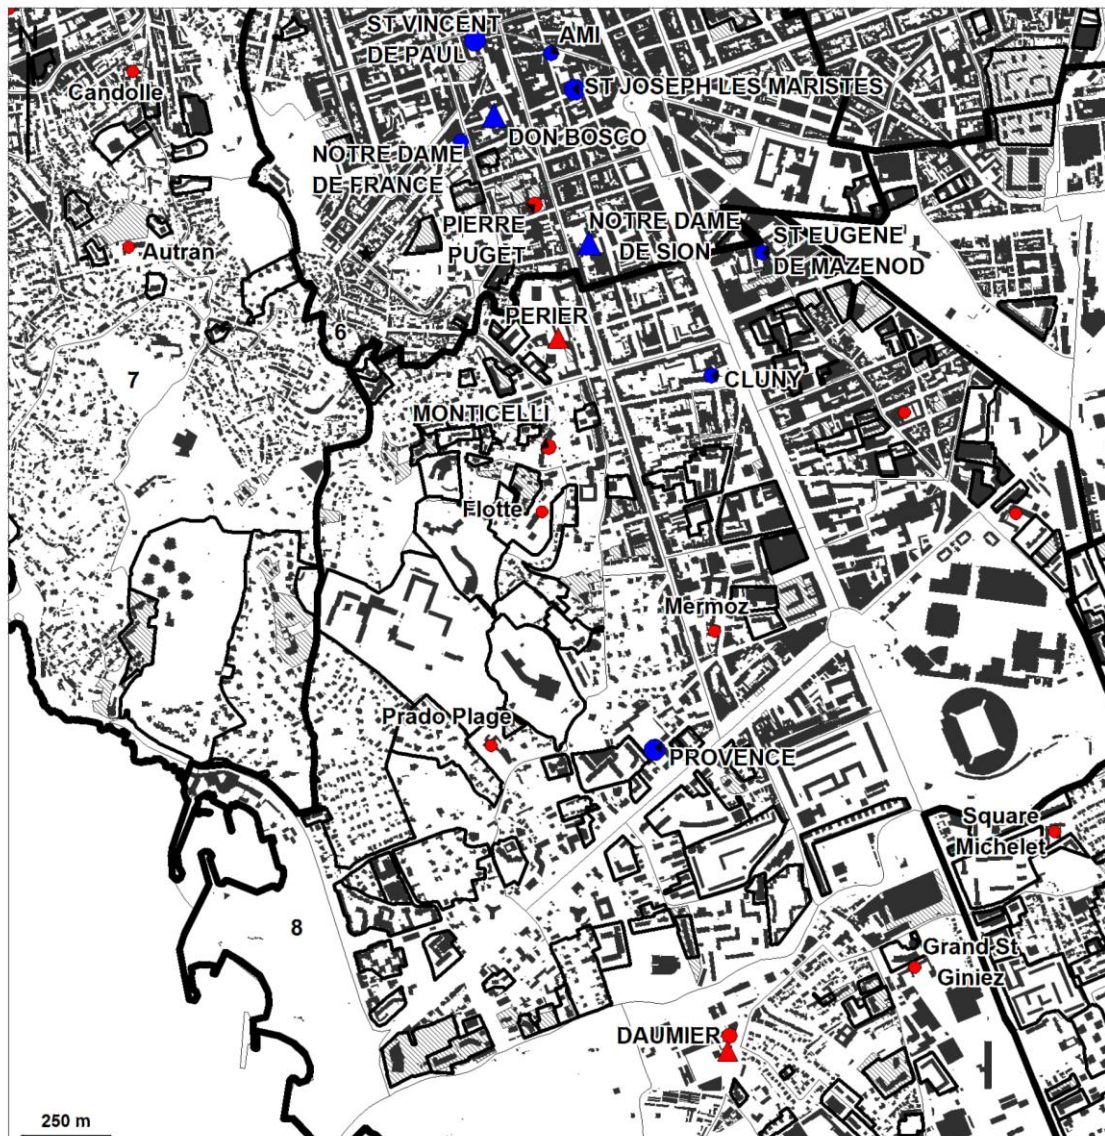 N
ST VINCENT
DE PAUL
AMI
Candolle
ST JOSEPH LES MARISTES
DON BOSCO
NOTRE DAME
DE FRANCE
PIERRE
PUGET
NOTRE DAME
DE SION
ST EUGENE
DE MAZENOD
Autran
PERIER
6
7
CLUNY
MONTICELLI
Flotte
Mermoz
Prado Plage
PROVENCE
Square
Michelet
8
Grand St
Giniez
DAUMIER
250 m